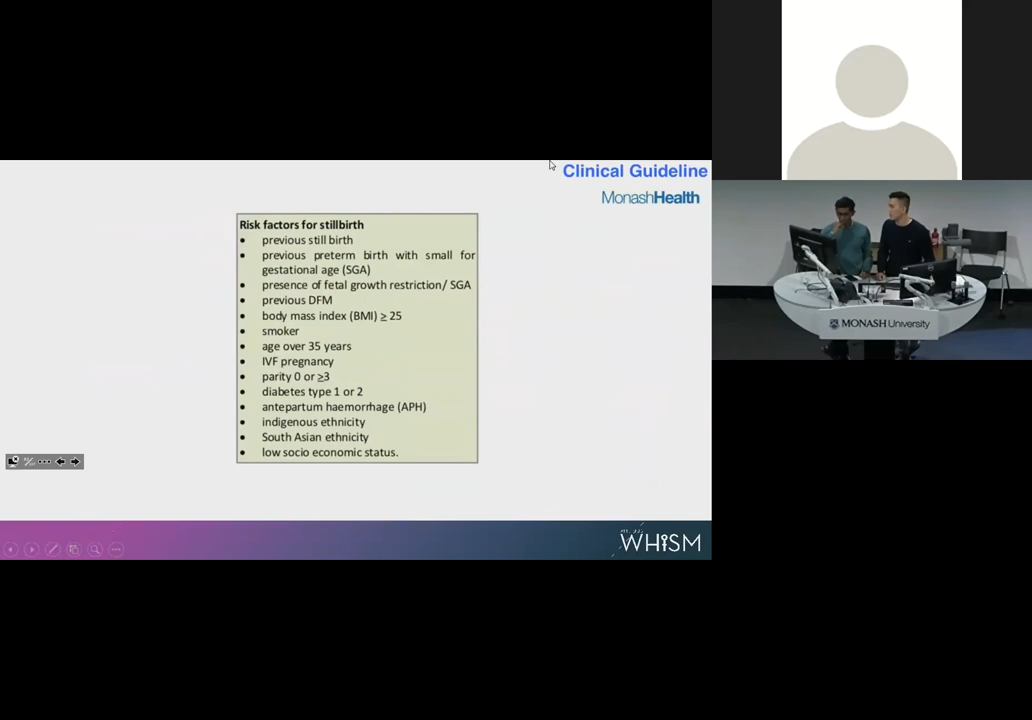 Clinical Guideline
MonashHealth
Risk factors for stillbirth
• previous still birth
• previous preterm birth with small for
gestational age (SGA)
• presence of fetal growth restriction/ SGA
• previous DFM
• body mass index (BMI) ≥ 25
• smoker
• age over 35 years
• IVF pregnancy
• parity 0 or ≥3
• diabetes type 1 or 2
• antepartum haemorrhage (APH)
• indigenous ethnicity
• South Asian ethnicity
• low socio economic status.
WHiSM
MONASH University